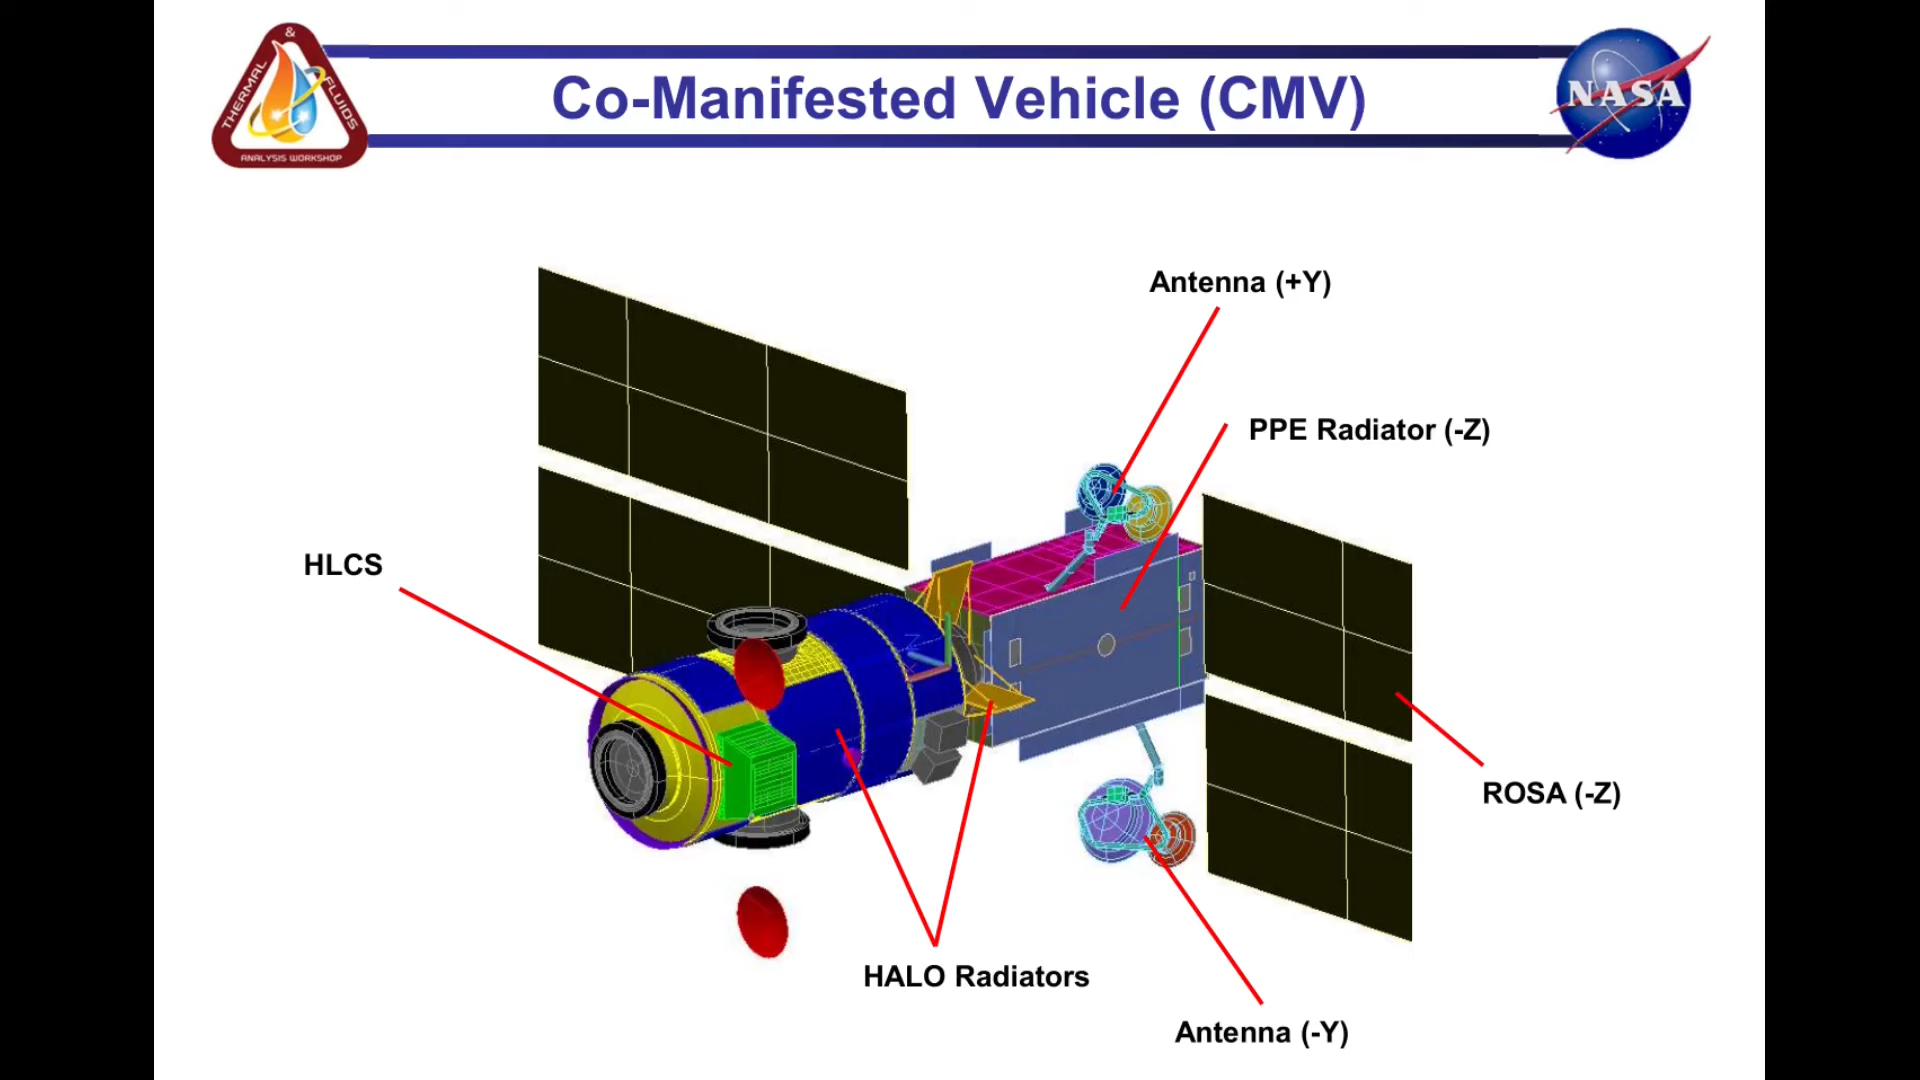 &
THERMAL
FLUIDS
ANALYSIS WORKSHOP
Co-Manifested Vehicle (CMV)
NASA
Antenna (+Y)
PPE Radiator (-Z)
HLCS
ROSA (-Z)
HALO Radiators
Antenna (-Y)